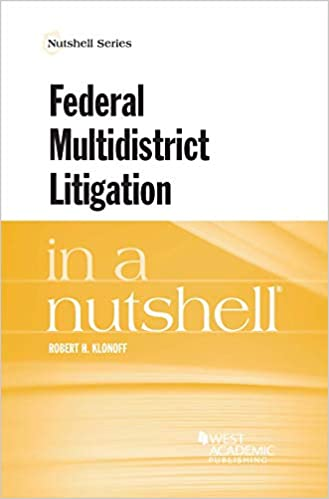 Nutshell Series
Federal
Multidistrict
Litigation
in a
nutshell®
ROBERT H. KLONOFF
WEST
ACADEMIC
PUBLISHING